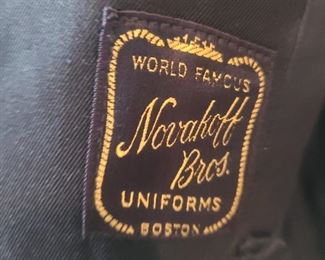 WORLD FAMOUS
Novakoff
Bros.
UNIFORMS
BOSTON